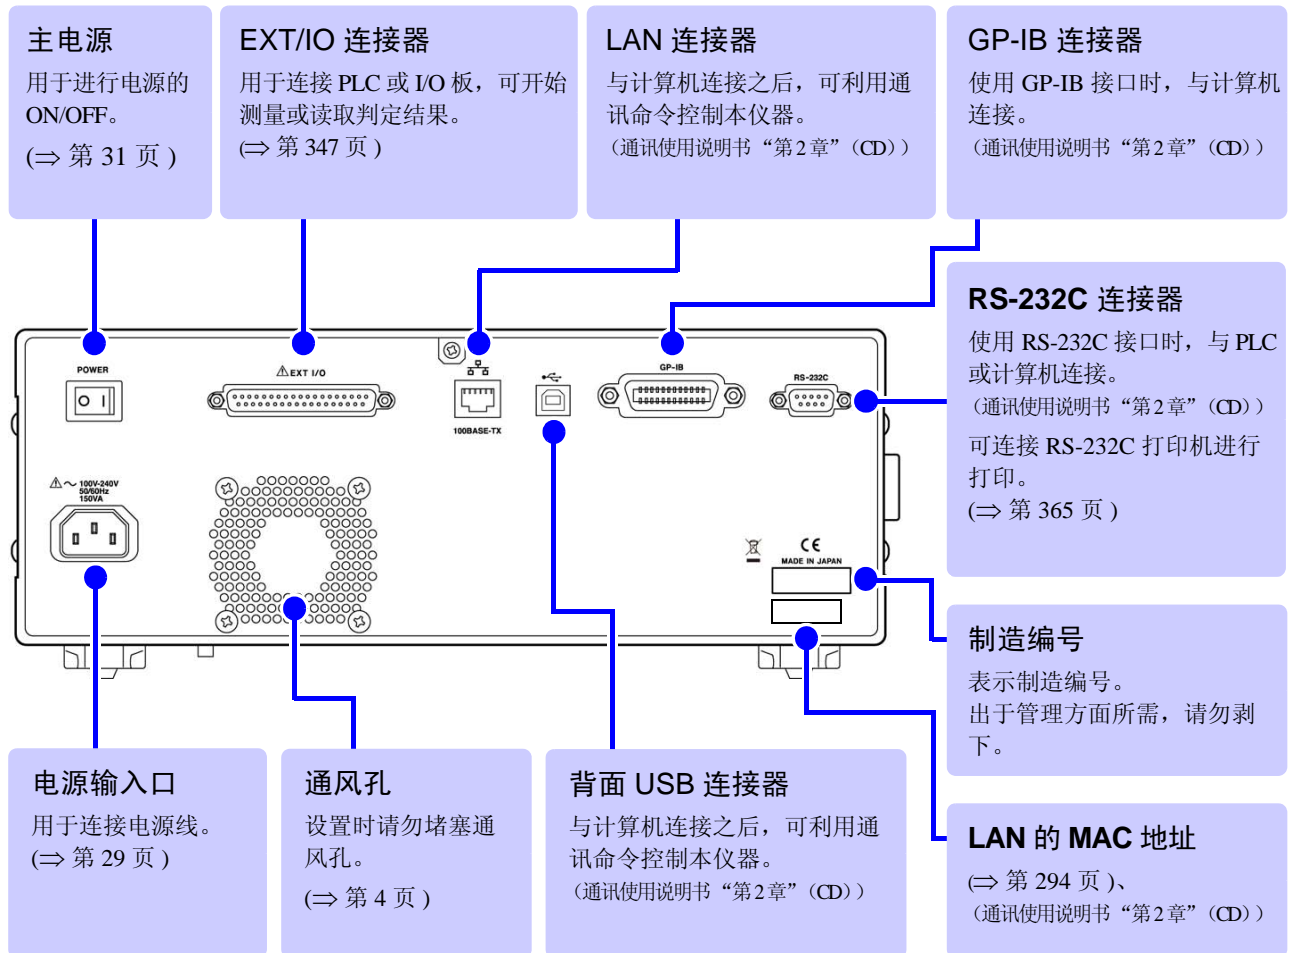 主电源
用于进行电源的
ON/OFF。
(⇒ 第 31 页 )
EXT/IO 连接器
用于连接 PLC 或 I/O 板，可开始
测量或读取判定结果。
(⇒ 第 347 页 )
LAN 连接器
与计算机连接之后，可利用通
讯命令控制本仪器。
（通讯使用说明书“第2章”（CD））
GP-IB 连接器
使用 GP-IB 接口时，与计算机
连接。
（通讯使用说明书“第2章”（CD））
RS-232C 连接器
使用 RS-232C 接口时，与 PLC
或计算机连接。
（通讯使用说明书“第2章”（CD））
可连接 RS-232C 打印机进行
打印。
(⇒ 第 365 页 )
POWER
EXT I/O
100BASE-TX
GP-IB
RS-232C
100V-240V
50/60Hz
150VA
CE
MADE IN JAPAN
制造编号
表示制造编号。
出于管理方面所需，请勿剥
下。
电源输入口
用于连接电源线。
(⇒ 第 29 页 )
通风孔
设置时请勿堵塞通
风孔。
(⇒ 第 4 页 )
背面 USB 连接器
与计算机连接之后，可利用通
讯命令控制本仪器。
（通讯使用说明书“第2章”（CD））
LAN 的 MAC 地址
(⇒ 第 294 页 )、
（通讯使用说明书“第2章”（CD））